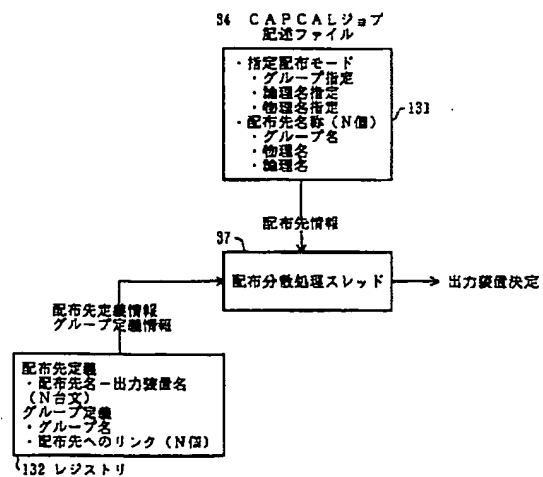 34 CAPCALジョブ
記述ファイル
・指定配布モード
・グループ指定
・論理名指定
・物理名指定
・配布先名称(N個)
・グループ名
・物理名
・論理名
131
配布先情報
37
配布分散処理スレッド
出力装置決定
配布先定義情報
グループ定義情報
配布先定義
・配布先名-出力装置名
(N台文)
グループ定義
・グループ名
・配布先へのリンク(N個)
132 レジストリ